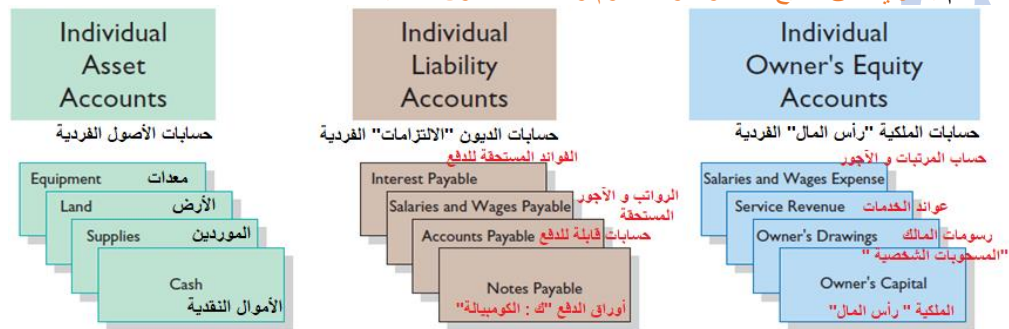 Individual
Asset
Accounts
حسابات الأصول الفردية
Equipment معدات
Land الأرض
Supplies الموردين
Cash
الأموال النقدية
Individual
Liability
Accounts
حسابات الديون "الالتزامات" الفردية
الفوائد المستحقة للدفع
Interest Payable
Salaries and Wages Payable الرواتب و الآجور
المستحقة
Accounts Payable حسابات قابلة للدفع
Notes Payable
أوراق الدفع "ك : الكومبيالة"
Individual
Owner's Equity
Accounts
حسابات الملكية "رأس المال" الفردية
حساب المرتبات و الآجور
Salaries and Wages Expense
Service Revenue عوائد الخدمات
Owner's Drawings رسومات المالك
"المسحوبات الشخصية "
Owner's Capital
الملكية " رأس المال"